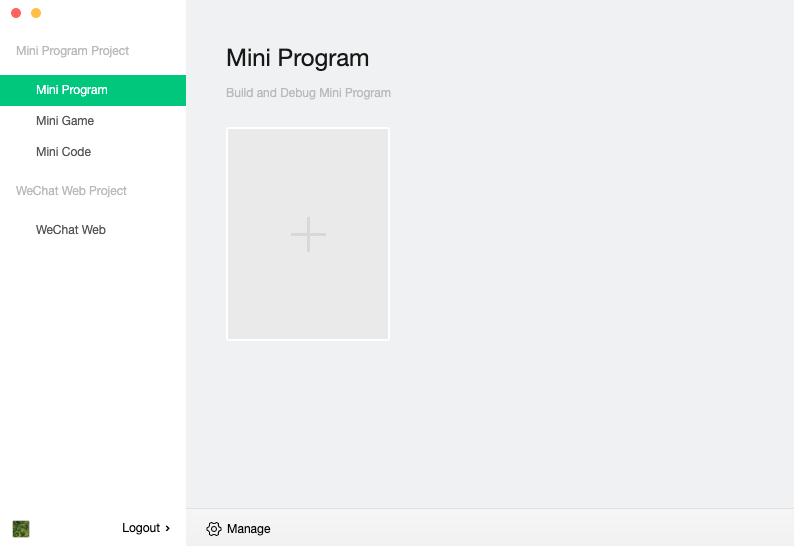 Mini Program Project
Mini Program
Mini Game
Mini Code
WeChat Web Project
WeChat Web
Logout
Mini Program
Build and Debug Mini Program
Manage